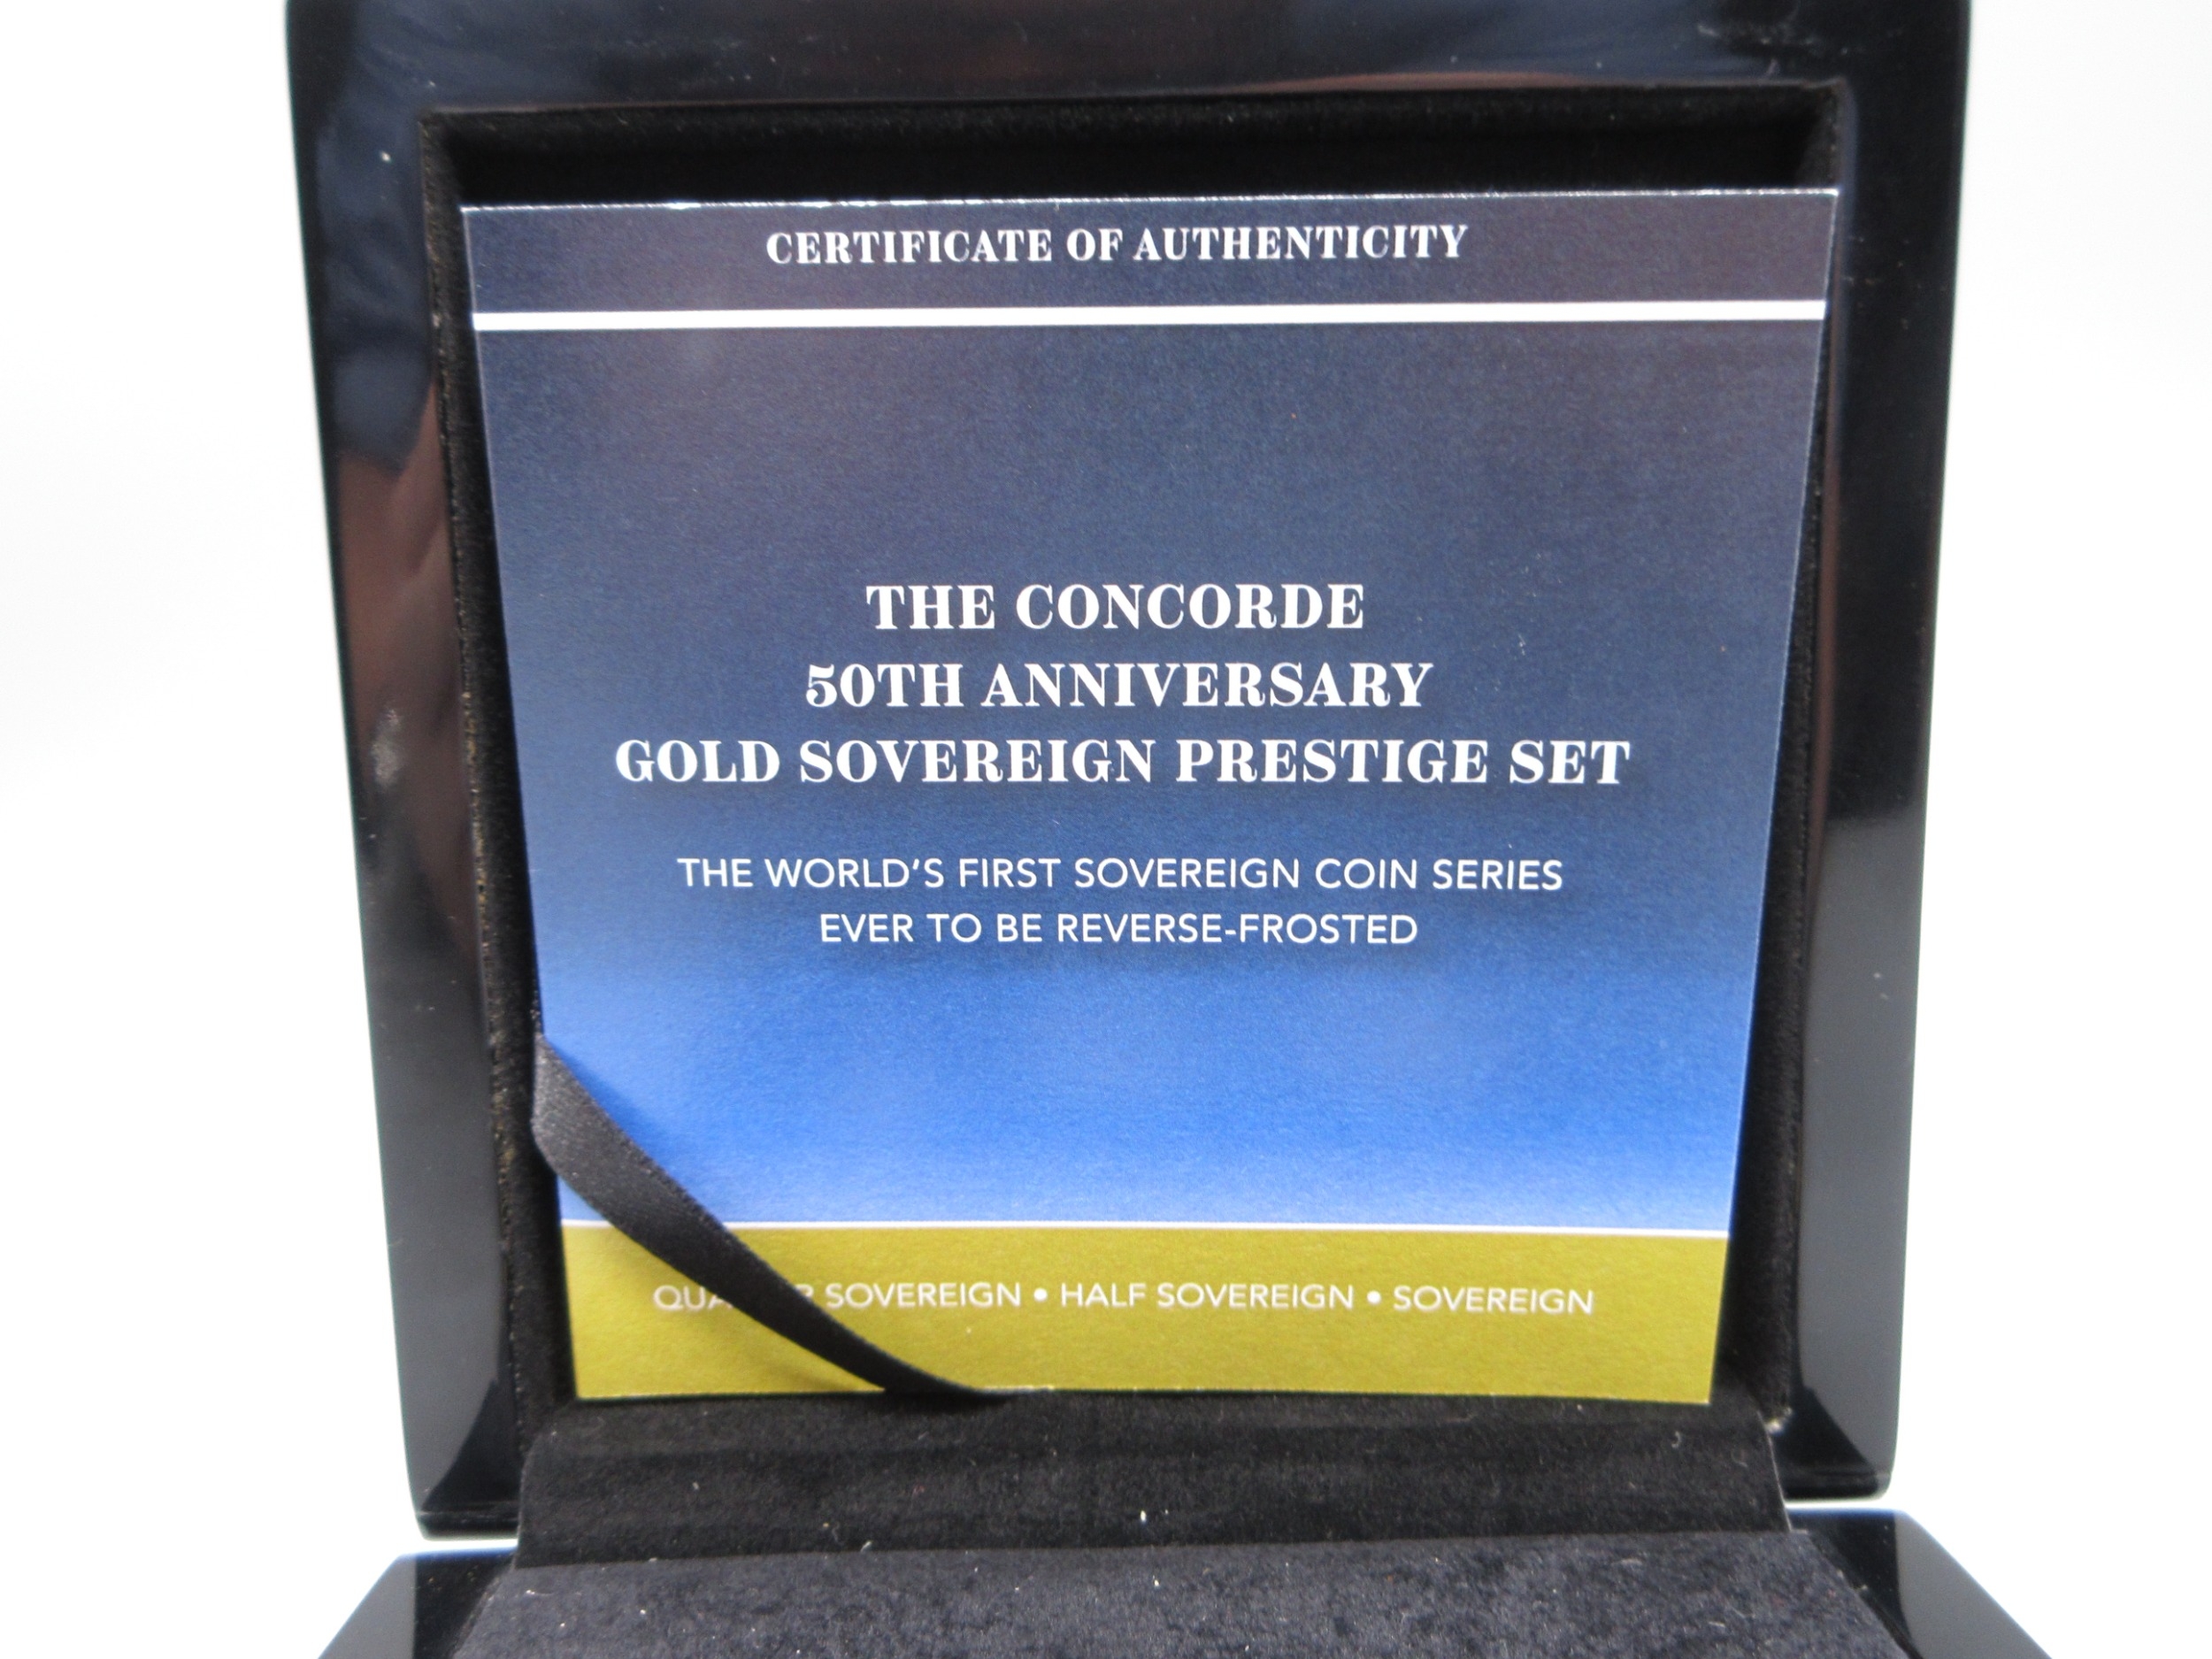 CERTIFICATE OF AUTHENTICITY
THE CONCORDE
50TH ANNIVERSARY
GOLD SOVEREIGN PRESTIGE SET
THE WORLD'S FIRST SOVEREIGN COIN SERIES
EVER TO BE REVERSE-FROSTED
SOVEREIGN • HALF SOVEREIGN • SOVEREIGN